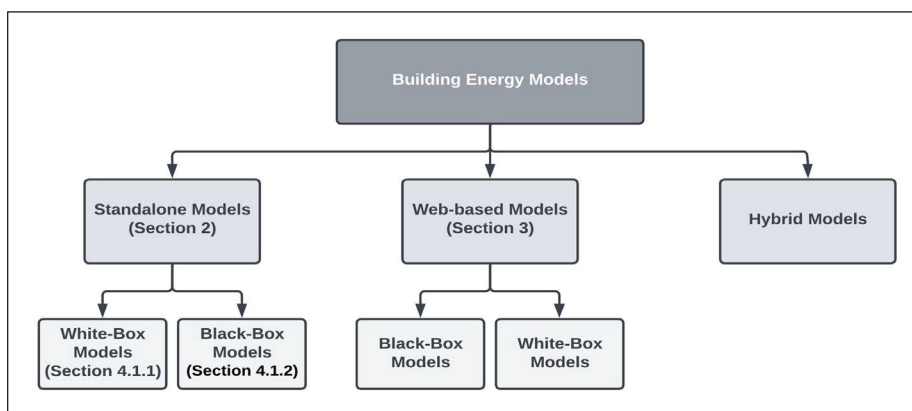 Building Energy Models
Standalone Models
(Section 2)
Web-based Models
(Section 3)
Hybrid Models
White-Box
Models
(Section 4.1.1)
Black-Box
Models
(Section 4.1.2)
Black-Box
Models
White-Box
Models